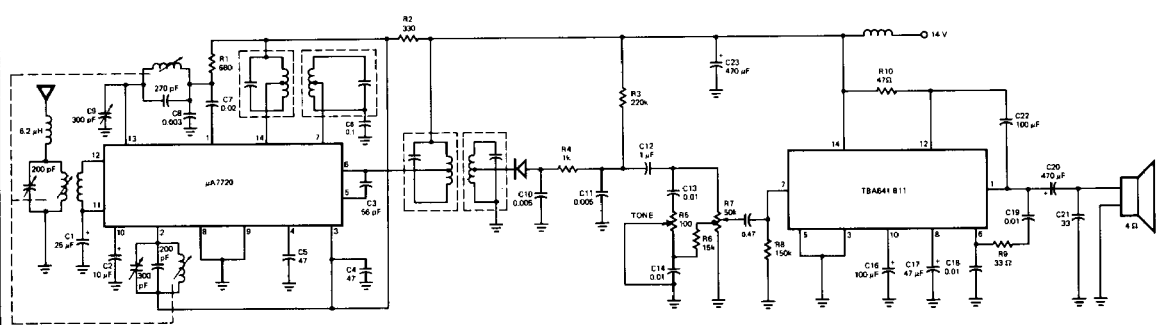 R2
330
14 V
R1
680
C23
470 µF
R10
47Ω
270 pF
C9
300 pF
C8
0.003
C7
0.02
R3
220k
6.2 µH
C6
0.1
C22
100 µF
13
1
14
7
14
12
200 pF
12
µA7720
6
5
C3
56 pF
R4
1k
C12
1 µF
C10
0.005
C11
0.005
C13
0.01
7
TBA641 B11
1
C20
470 µF
11
TONE
R5
100
R7
50k
0.47
C19
0.01
C21
33
4 Ω
C1
25 µF
10
2
8
9
4
3
R6
15k
R8
150k
5
3
10
8
6
R9
33 Ω
C2
10 µF
200
pF
300
pF
C5
47
C4
47
C14
0.01
C16
100 µF
C17
47 µF
C18
0.01